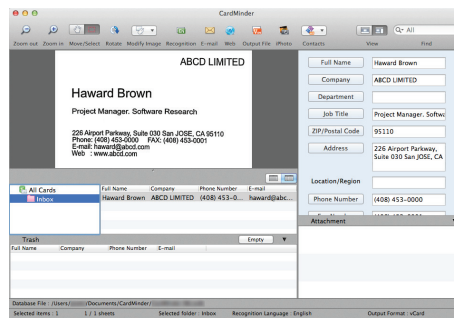 CardMinder
Zoom out Zoom in Move/Select Rotate Modify Image Recognition E-mail Web Output File iPhoto Contacts View Find
All
ABCD LIMITED
Haward Brown
Project Manager. Software Research
226 Airport Parkway, Suite 030 San JOSE, CA 95110
Phone: (408) 453-0000 FAX: (408) 453-0001
E-mail: haward@abcd.com
Web : www.abcd.com
Full Name Haward Brown
Company ABCD LIMITED
Department
Job Title Project Manager. Softwa
ZIP/Postal Code 95110
Address 226 Airport Parkway,
Suite 030 San JOSE, CA
Location/Region
Phone Number (408) 453-0000
Attachment
All Cards
Inbox
Full Name Company Phone Number E-mail
Haward Brown ABCD LIMITED (408) 453-0... haward@abc...
Trash Empty
Full Name Company Phone Number E-mail
Database File : /Users/ /Documents/CardMinder/
Selected items : 1 1 / 1 sheets Selected folder : Inbox Recognition Language : English Output Format : vCard